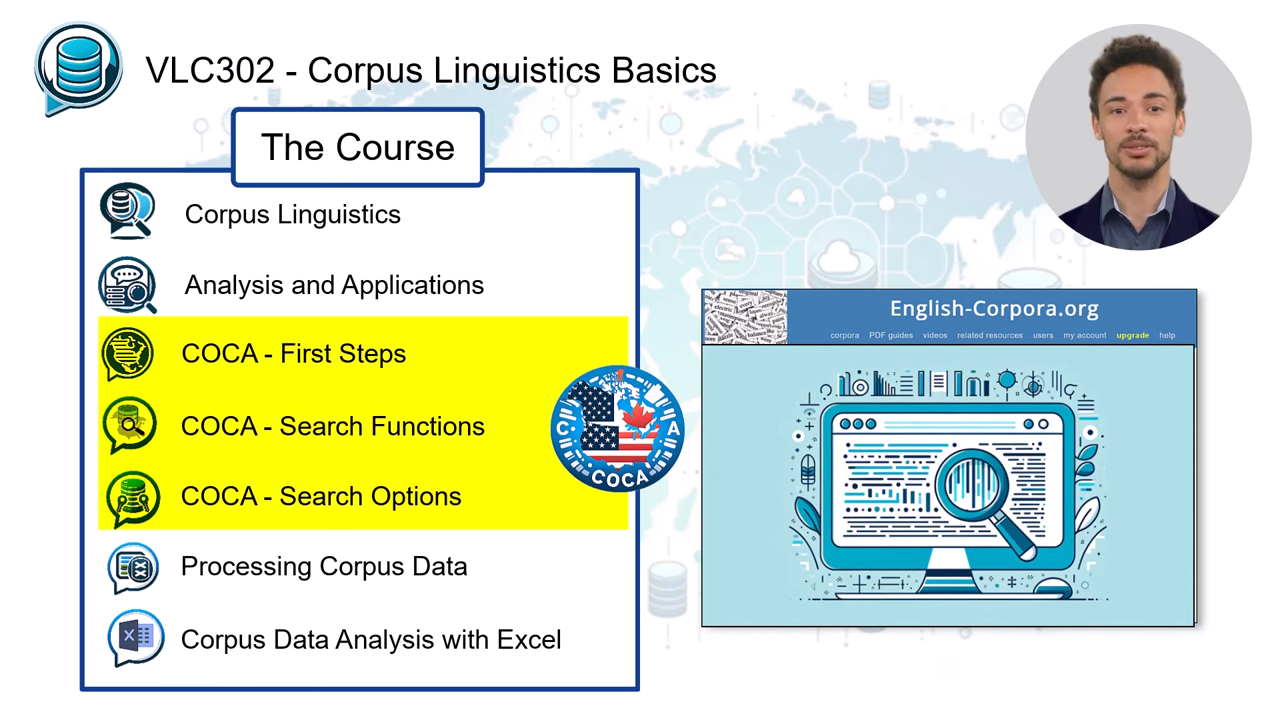 VLC302 - Corpus Linguistics Basics
The Course
Corpus Linguistics
Analysis and Applications
COCA - First Steps
COCA - Search Functions
COCA - Search Options
Processing Corpus Data
Corpus Data Analysis with Excel
C A
COCA
X
English-Corpora.org
corpora PDF guides videos related resources users my account upgrade help